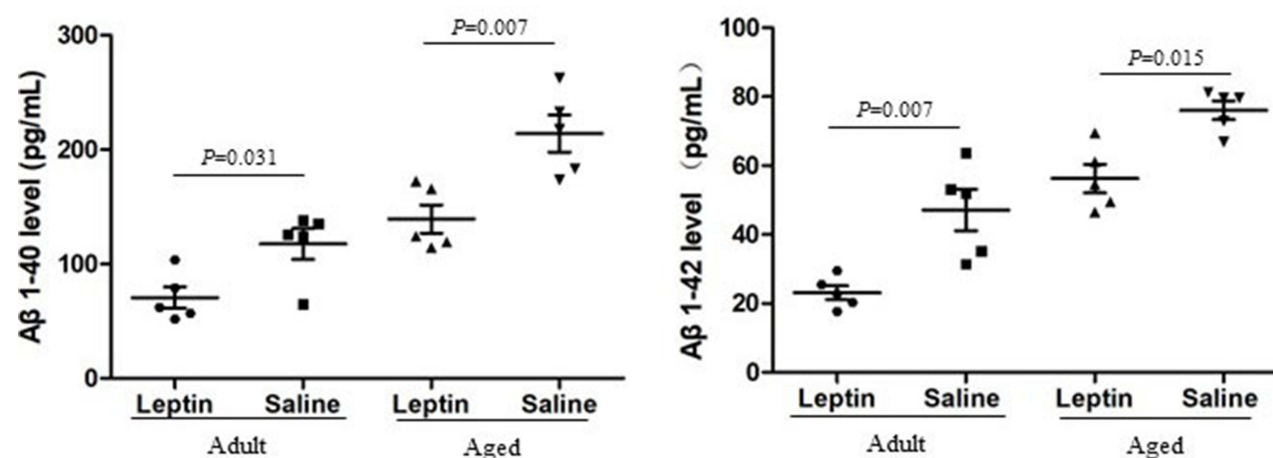 Aβ 1-40 level (pg/mL)
300
200
100
0
P=0.031
P=0.007
Leptin Saline Leptin Saline
Adult Aged
Aβ 1-42 level （pg/mL）
100
80
60
40
20
0
P=0.007
P=0.015
Leptin Saline Leptin Saline
Adult Aged